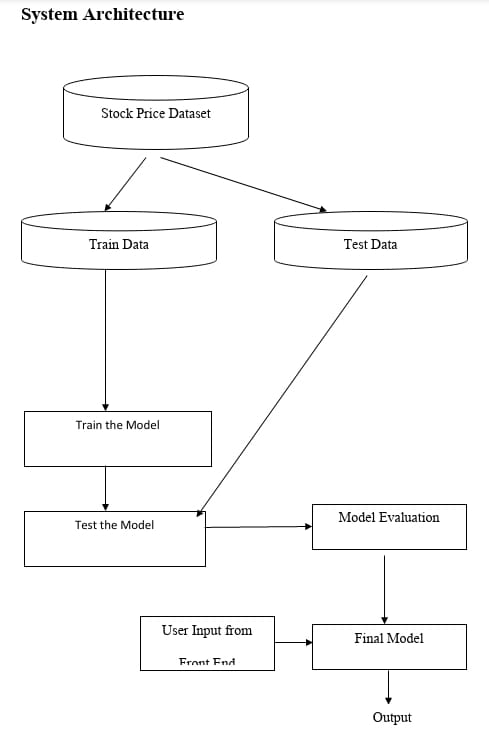 System Architecture
Stock Price Dataset
Train Data
Test Data
Train the Model
Test the Model
Model Evaluation
User Input from
Front End
Final Model
Output